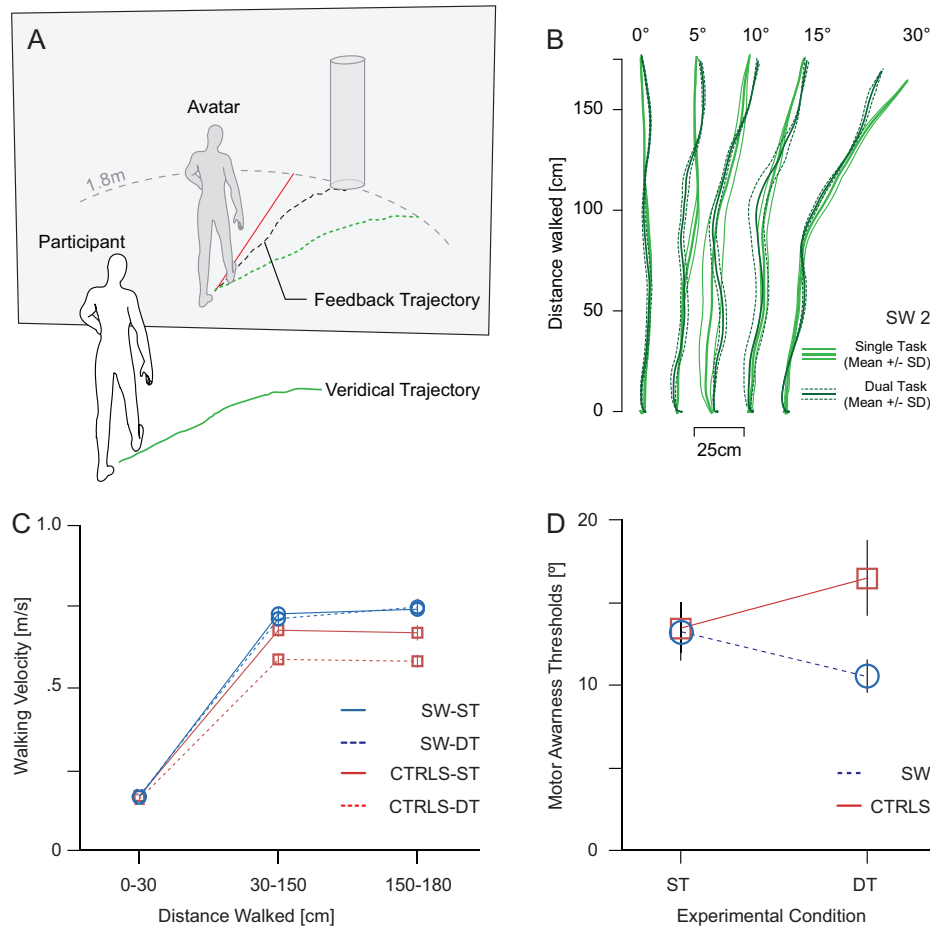 A
Avatar
1.8m
Participant
Feedback Trajectory
Veridical Trajectory
B
0° 5° 10° 15° 30°
150
100
50
0
Distance walked [cm]
SW 2
Single Task
(Mean +/- SD)
Dual Task
(Mean +/- SD)
25cm
C
1.0
.5
0
Walking Velocity [m/s]
SW-ST
SW-DT
CTRLS-ST
CTRLS-DT
0-30 30-150 150-180
Distance Walked [cm]
D
20
15
10
5
0
Motor Awarness Thresholds [º]
SW
CTRLS
ST DT
Experimental Condition